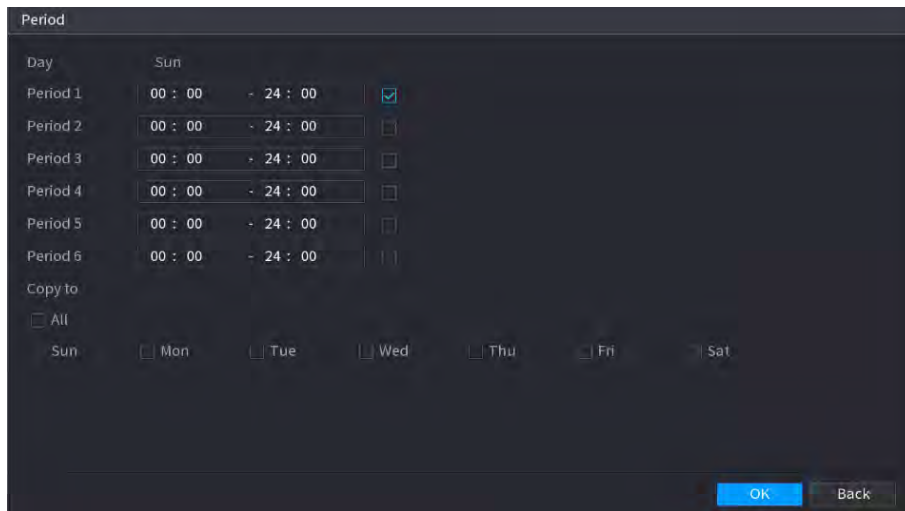 Period
Day Sun
Period 1 00 : 00 - 24 : 00
Period 2 00 : 00 - 24 : 00
Period 3 00 : 00 - 24 : 00
Period 4 00 : 00 - 24 : 00
Period 5 00 : 00 - 24 : 00
Period 6 00 : 00 - 24 : 00
Copy to
All
Sun Mon Tue Wed Thu Fri Sat
OK Back